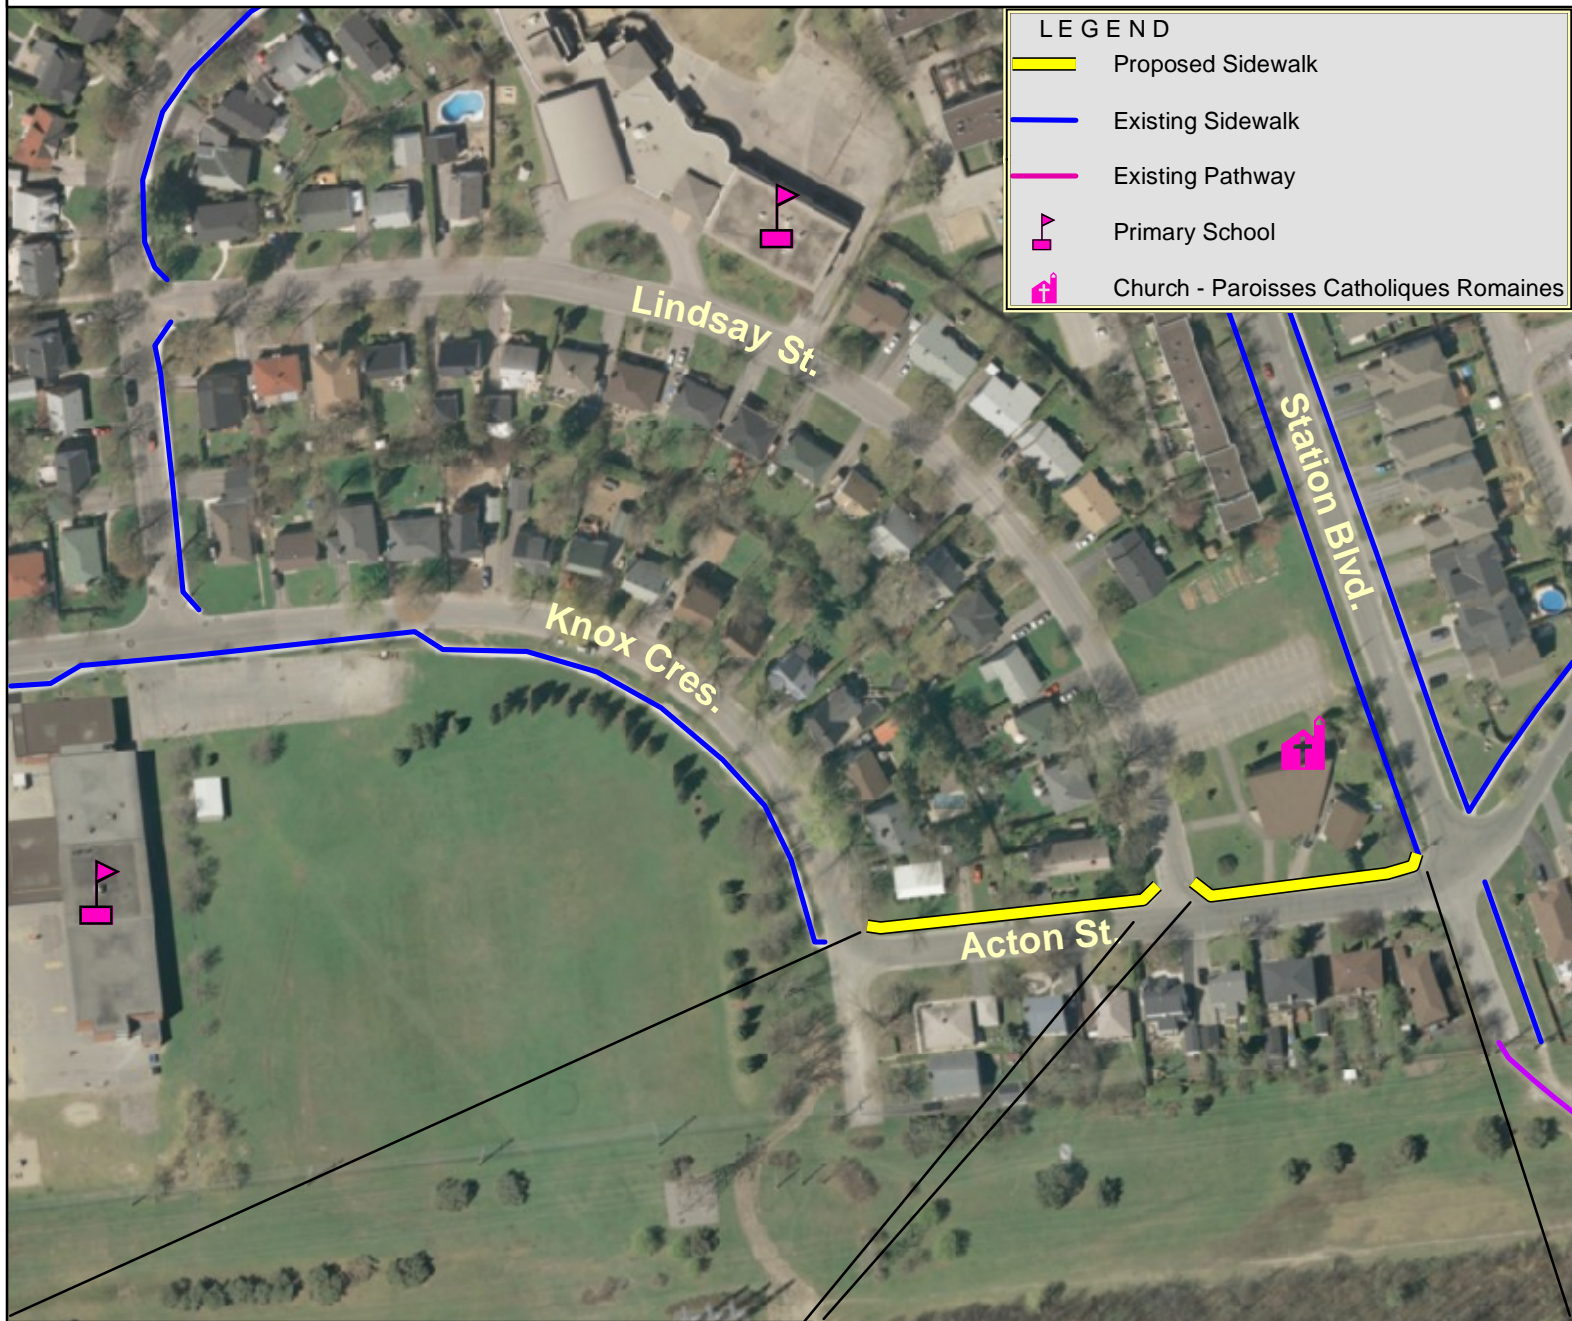 L E G E N D
Proposed Sidewalk
Existing Sidewalk
Existing Pathway
Primary School
Church - Paroisses Catholiques Romaines
Lindsay St.
Station Blvd.
Knox Cres.
Acton St.